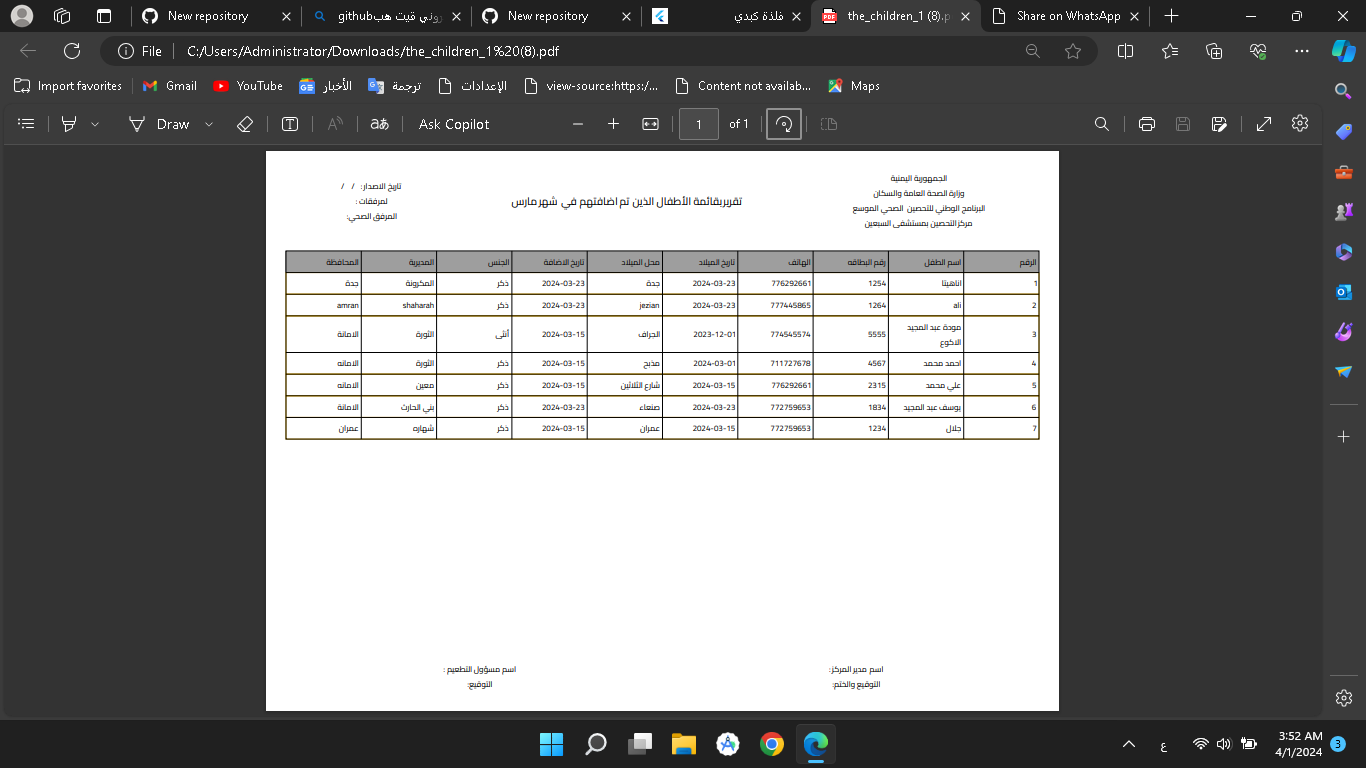 New repository
githubروني قيت هب
New repository
فلذة كبدي
the_children_1 (8).p
Share on WhatsApp
File
C:/Users/Administrator/Downloads/the_children_1%20(8).pdf
Import favorites
Gmail
YouTube
الأخبار
ترجمة
الإعدادات
view-source:https:/...
Content not availab...
Maps
Draw
Ask Copilot
1 of 1
الجمهورية اليمنية
وزارة الصحة العامة والسكان
البرنامج الوطني للتحصين الصحي الموسع
مركز التحصين بمستشفى السبعين
تقريربقائمة الأطفال الذين تم اضافتهم في شهر مارس
تاريخ الاصدار: / /
لمرفقات :
المرفق الصحي:
الرقم اسم الطفل رقم البطاقه الهاتف تاريخ الميلاد محل الميلاد تاريخ الاضافة الجنس المديرية المحافظة
1 اناهيتا 1254 776292661 2024-03-23 جدة 2024-03-23 ذكر المكرونة جدة
2 ali 1264 777445865 2024-03-23 jezian 2024-03-23 ذكر shaharah amran
3 مودة عبد المجيد الاكوع 5555 774545574 2023-12-01 الجراف 2024-03-15 أنثى الثورة الامانة
4 احمد محمد 4567 711727678 2024-03-01 مذبح 2024-03-15 ذكر الثورة الامانه
5 علي محمد 2315 776292661 2024-03-15 شارع الثلاثين 2024-03-15 ذكر معين الامانه
6 يوسف عبد المجيد 1834 772759653 2024-03-23 صنعاء 2024-03-23 ذكر بني الحارث الامانة
7 جلال 1234 772759653 2024-03-15 عمران 2024-03-15 ذكر شهاره عمران
اسم مدير المركز:
التوقيع والختم:
اسم مسؤول التطعيم :
التوقيع:
ع
3:52 AM
4/1/2024
3